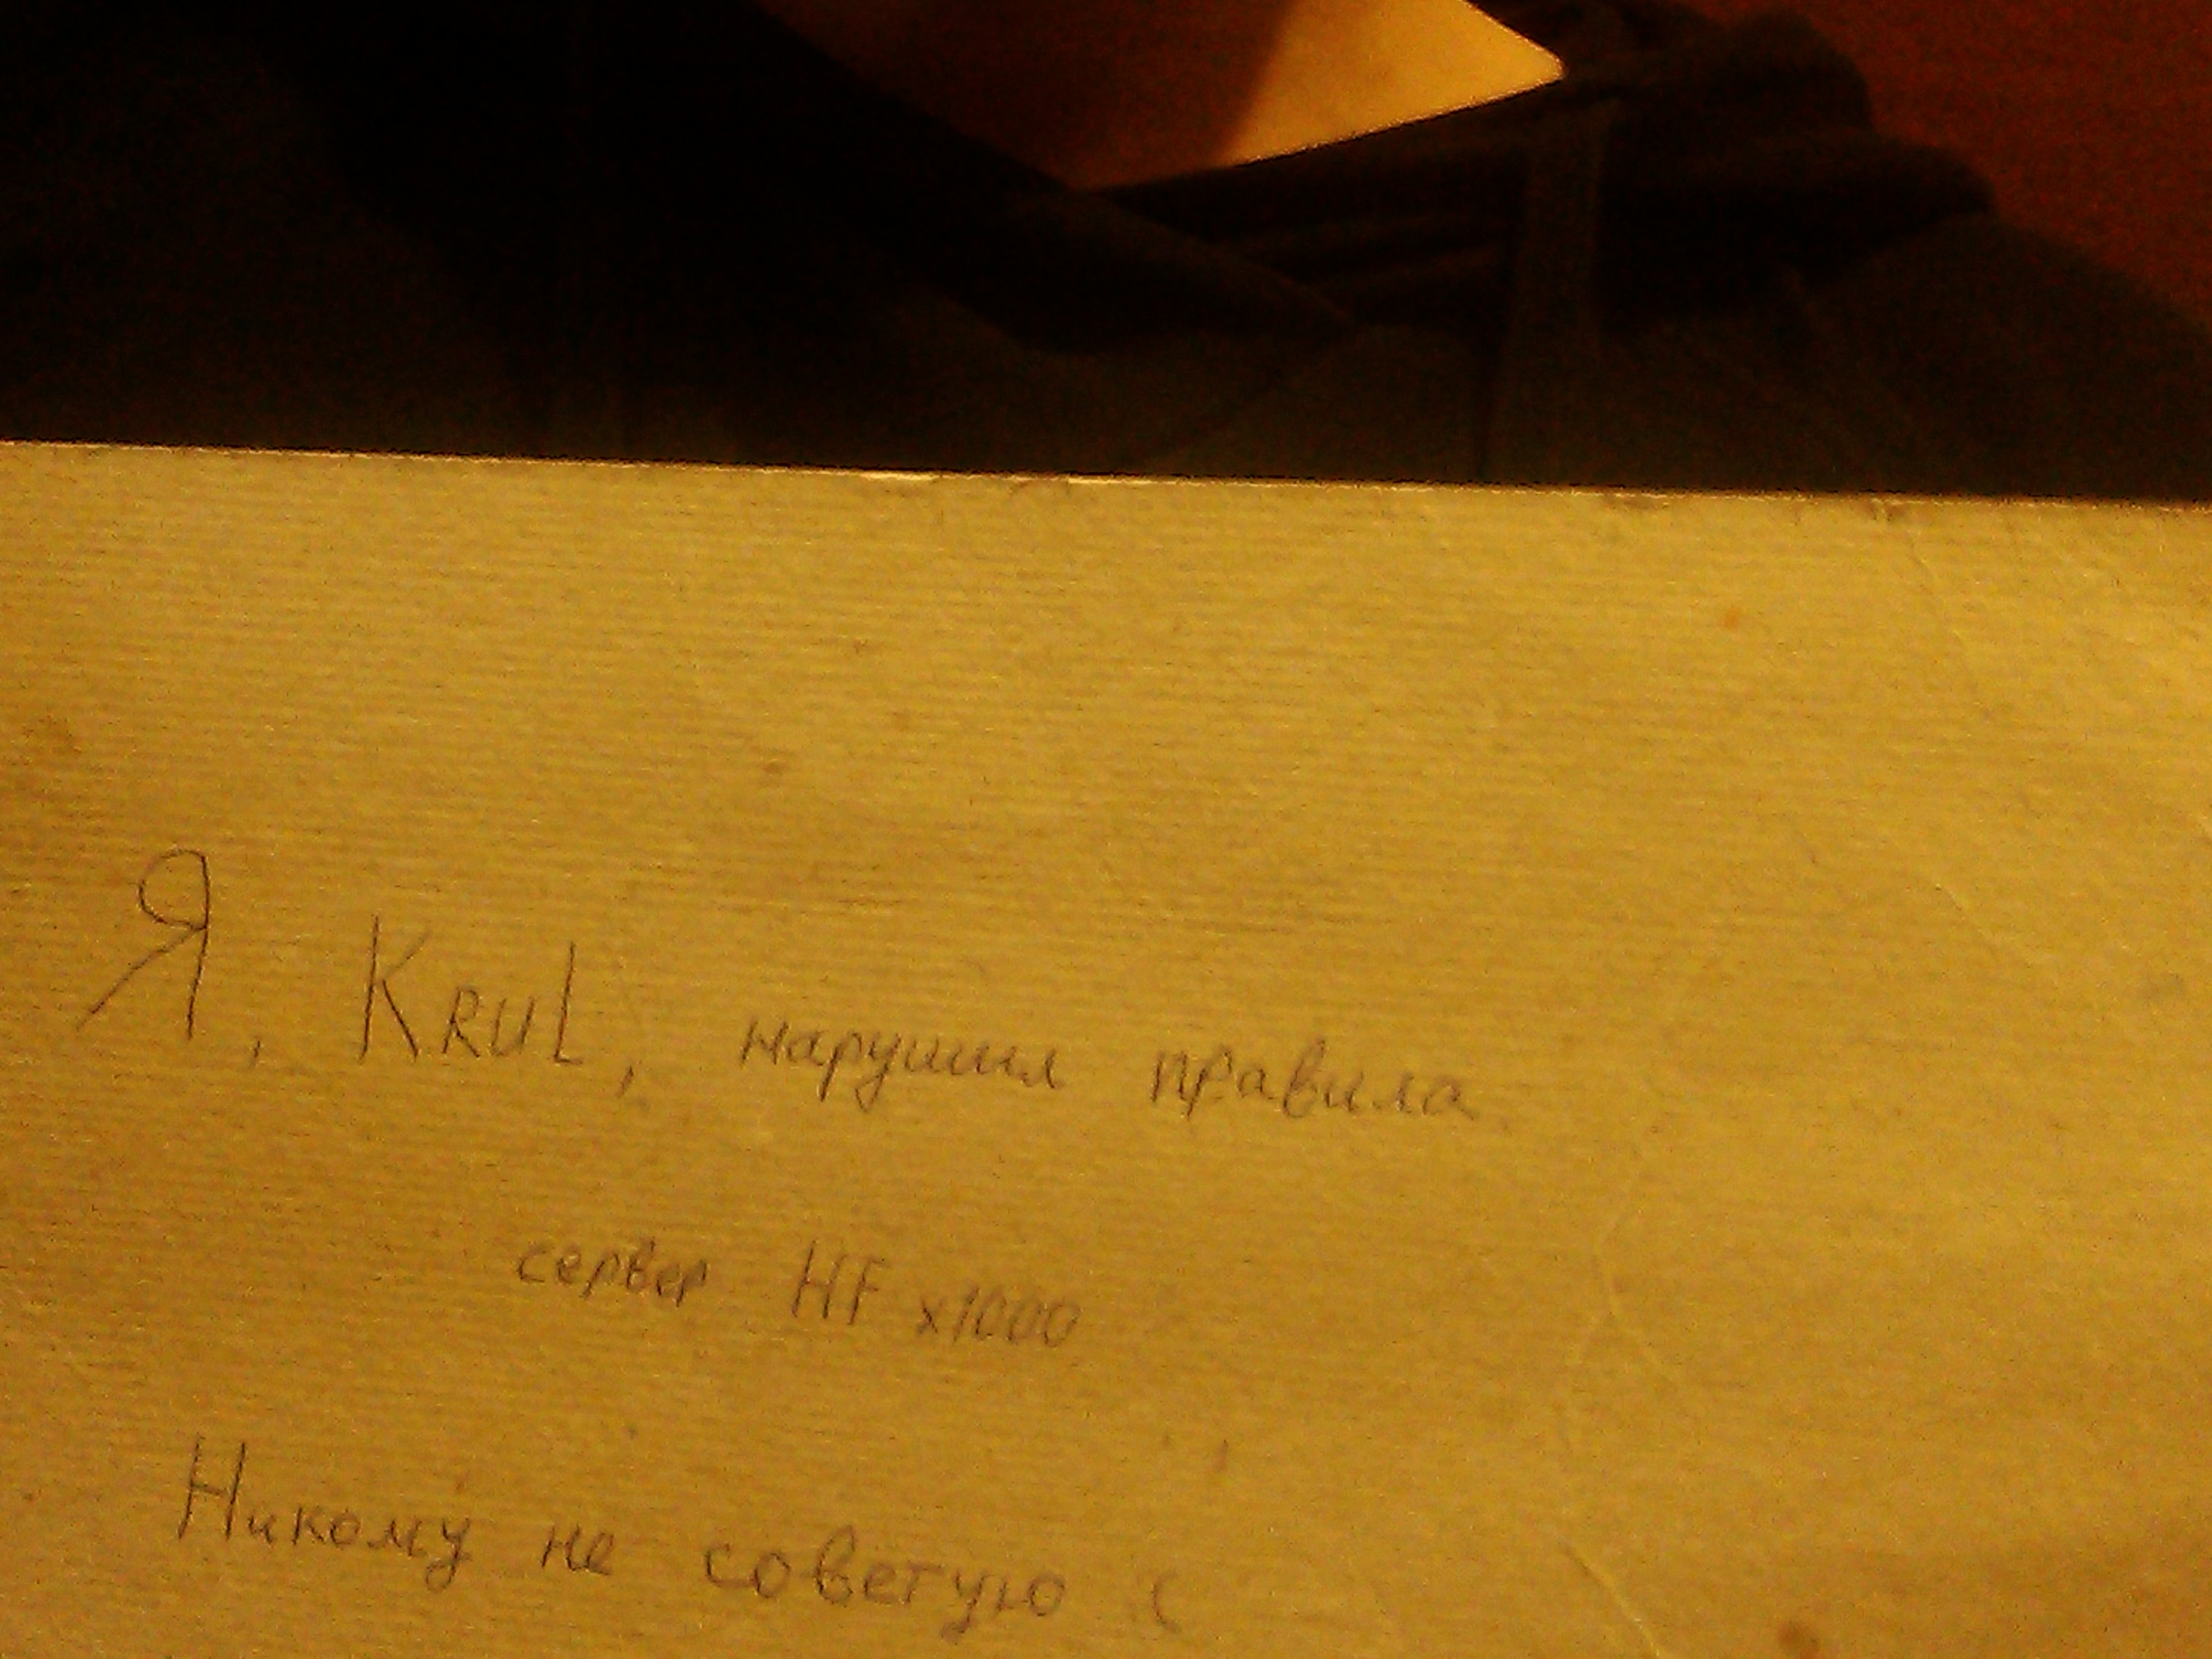 Я, KRUL, нарушил правила
сервер HF x1000
Никому не советую (